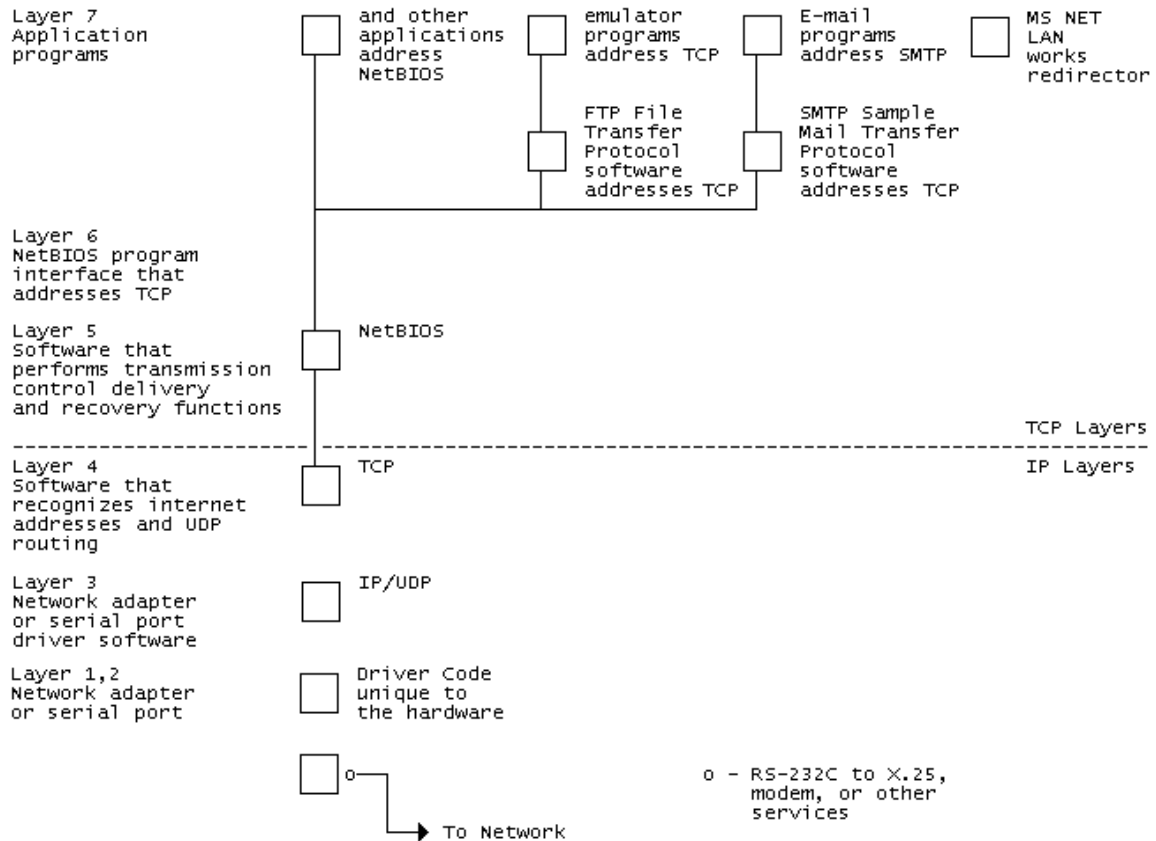 Layer 7
Application
programs
and other
applications
address
NetBIOS
emulator
programs
address TCP
E-mail
programs
address SMTP
MS NET
LAN
works
redirector
FTP File
Transfer
Protocol
software
addresses TCP
SMTP Sample
Mail Transfer
Protocol
software
addresses TCP
Layer 6
NetBIOS program
interface that
addresses TCP
Layer 5
Software that
performs transmission
control delivery
and recovery functions
NetBIOS
TCP Layers
IP Layers
Layer 4
Software that
recognizes internet
addresses and UDP
routing
TCP
Layer 3
Network adapter
or serial port
driver software
IP/UDP
Layer 1,2
Network adapter
or serial port
Driver Code
unique to
the hardware
o
To Network
o - RS-232C to X.25,
modem, or other
services